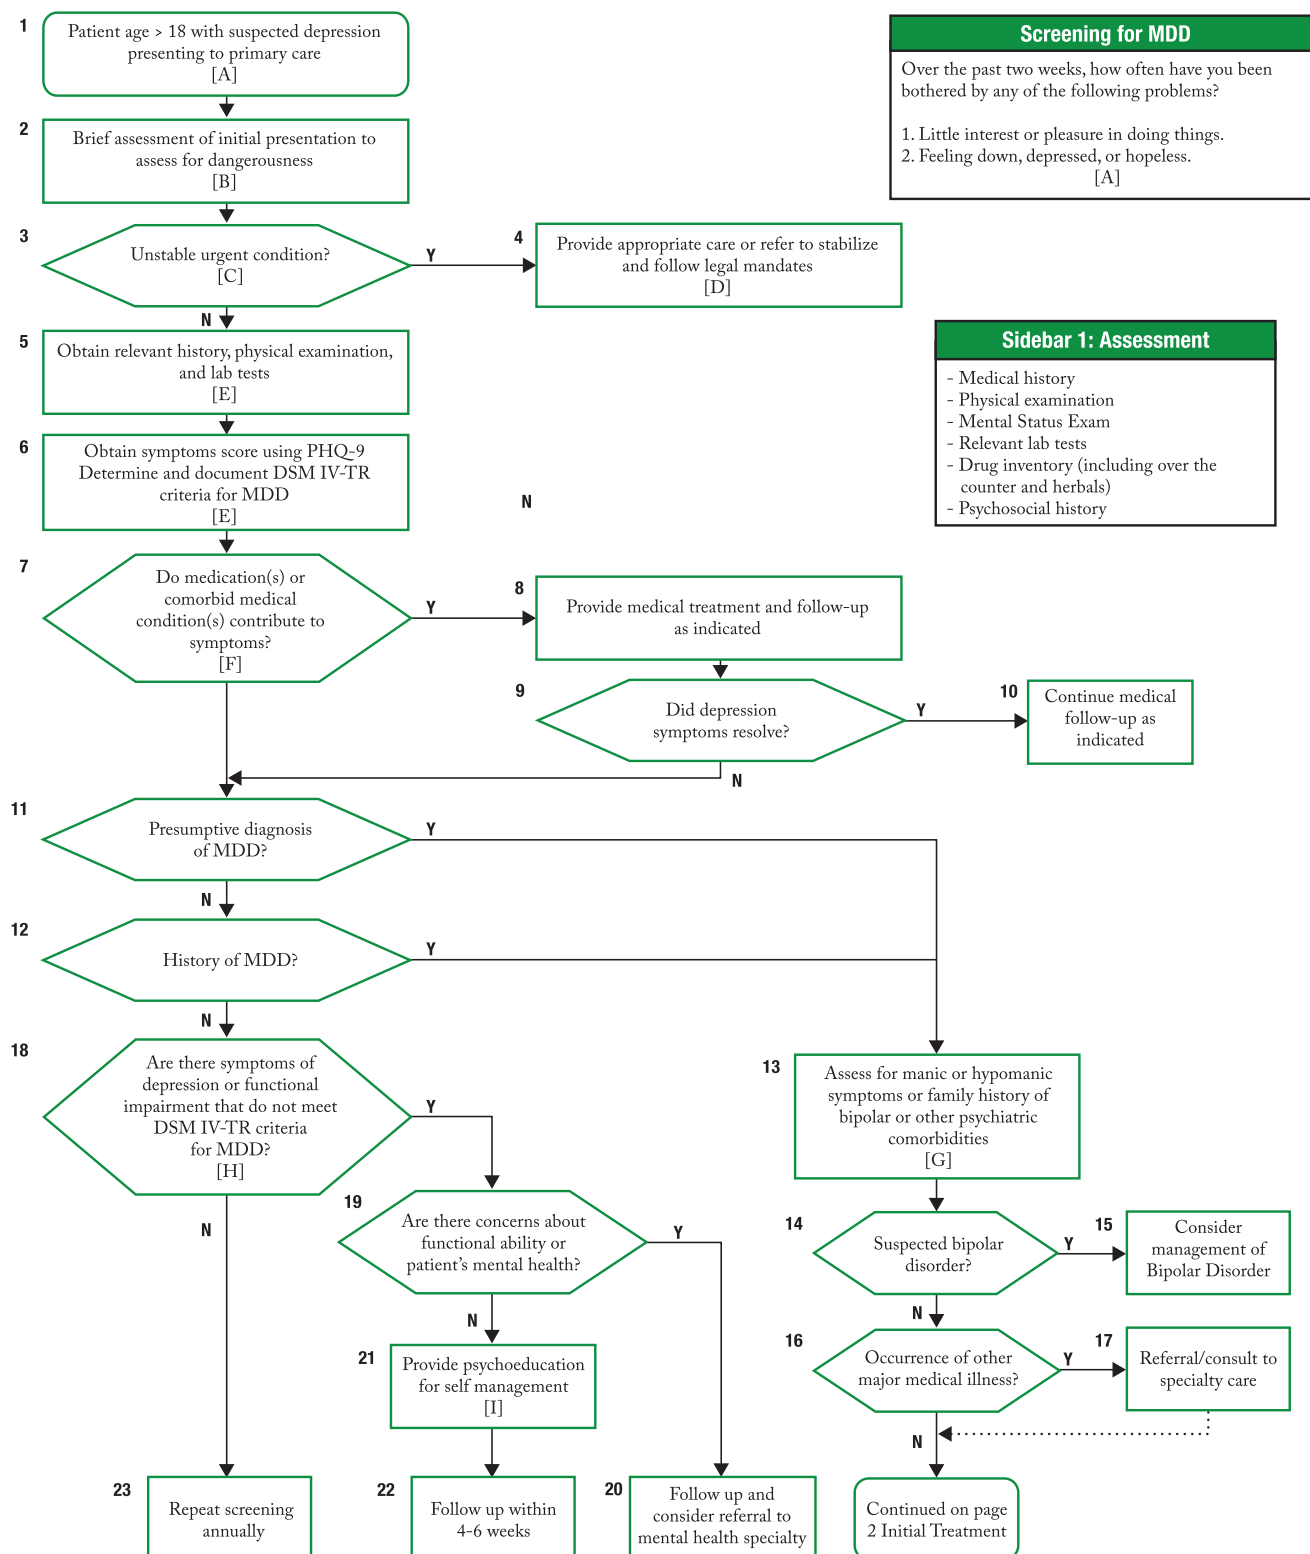 1
Patient age > 18 with suspected depression
presenting to primary care
[A]
Screening for MDD
Over the past two weeks, how often have you been
bothered by any of the following problems?
1. Little interest or pleasure in doing things.
2. Feeling down, depressed, or hopeless.
[A]
2
Brief assessment of initial presentation to
assess for dangerousness
[B]
3
Unstable urgent condition?
[C]
Y
N
4
Provide appropriate care or refer to stabilize
and follow legal mandates
[D]
5
Obtain relevant history, physical examination,
and lab tests
[E]
Sidebar 1: Assessment
- Medical history
- Physical examination
- Mental Status Exam
- Relevant lab tests
- Drug inventory (including over the
counter and herbals)
- Psychosocial history
6
Obtain symptoms score using PHQ-9
Determine and document DSM IV-TR
criteria for MDD
[E]
N
7
Do medication(s) or
comorbid medical
condition(s) contribute to
symptoms?
[F]
Y
8
Provide medical treatment and follow-up
as indicated
9
Did depression
symptoms resolve?
Y
N
10
Continue medical
follow-up as
indicated
11
Presumptive diagnosis
of MDD?
Y
N
12
History of MDD?
Y
N
18
Are there symptoms of
depression or functional
impairment that do not meet
DSM IV-TR criteria
for MDD?
[H]
Y
N
13
Assess for manic or hypomanic
symptoms or family history of
bipolar or other psychiatric
comorbidities
[G]
19
Are there concerns about
functional ability or
patient's mental health?
Y
N
14
Suspected bipolar
disorder?
Y
N
15
Consider
management of
Bipolar Disorder
16
Occurrence of other
major medical illness?
Y
N
17
Referral/consult to
specialty care
21
Provide psychoeducation
for self management
[I]
23
Repeat screening
annually
22
Follow up within
4-6 weeks
20
Follow up and
consider referral to
mental health specialty
Continued on page
2 Initial Treatment